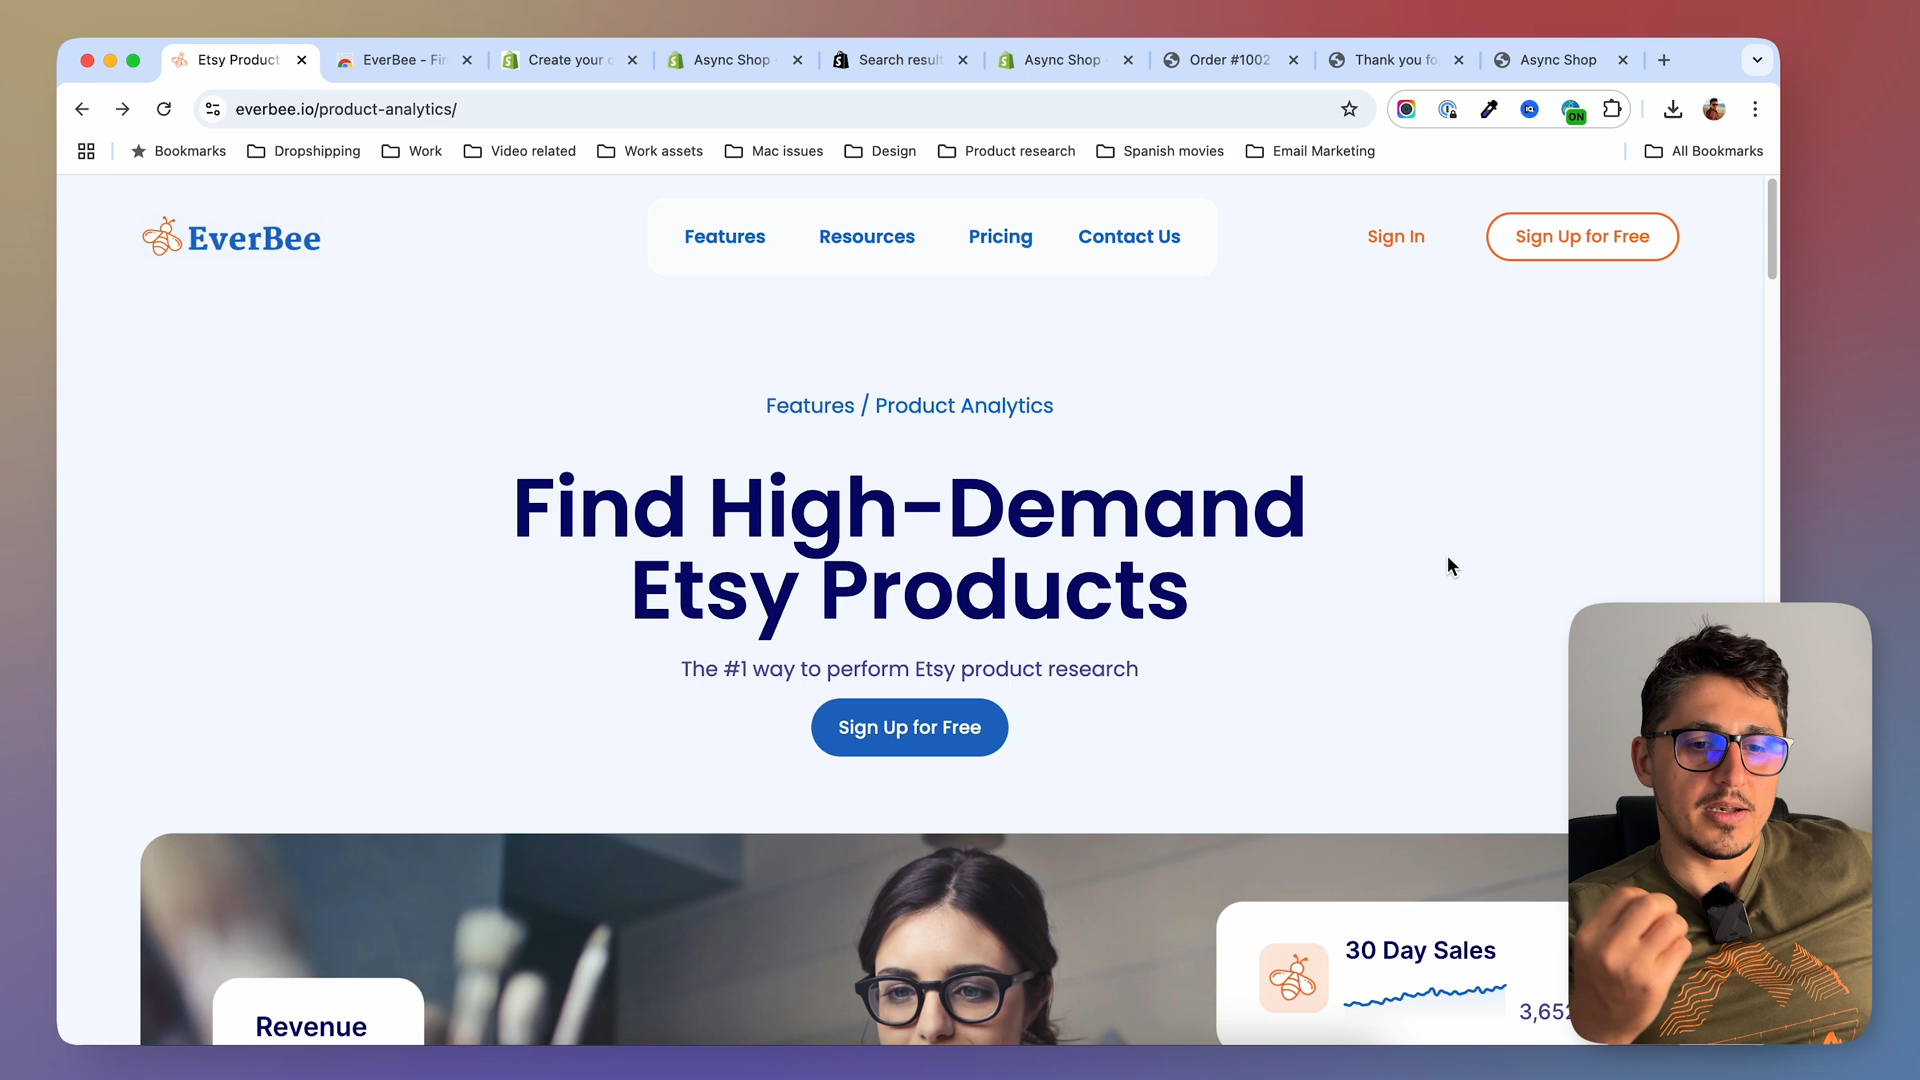 Etsy Product
EverBee - Fir
Create your
Async Shop
Search result
Async Shop
Order #1002
Thank you fo
Async Shop
everbee.io/product-analytics/
ON
Bookmarks
Dropshipping
Work
Video related
Work assets
Mac issues
Design
Product research
Spanish movies
Email Marketing
All Bookmarks
EverBee
Features
Resources
Pricing
Contact Us
Sign In
Sign Up for Free
Features / Product Analytics
Find High-Demand
Etsy Products
The #1 way to perform Etsy product research
Sign Up for Free
30 Day Sales
3,652
Revenue